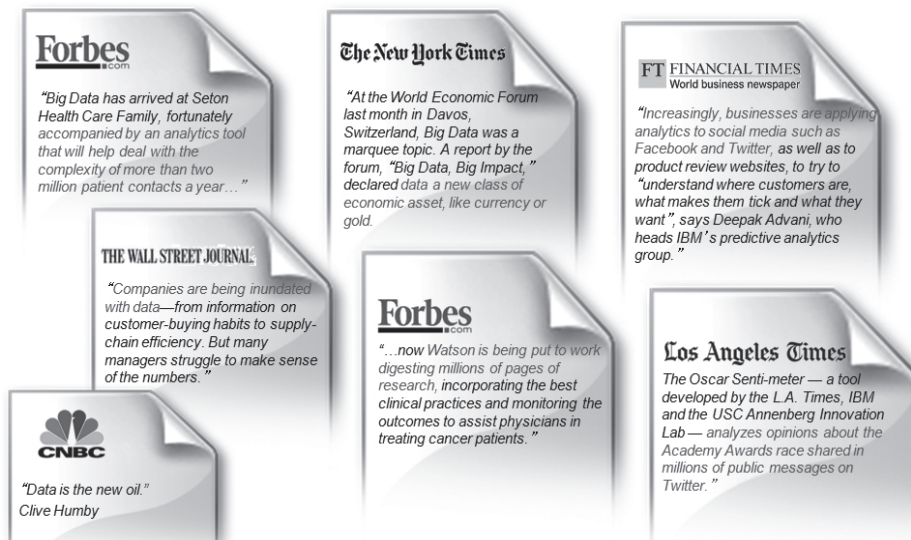 Forbes
.com
“Big Data has arrived at Seton
Health Care Family, fortunately
accompanied by an analytics tool
that will help deal with the
complexity of more than two
million patient contacts a year…”
The New York Times
“At the World Economic Forum
last month in Davos,
Switzerland, Big Data was a
marquee topic. A report by the
forum, “Big Data, Big Impact,”
declared data a new class of
economic asset, like currency or
gold.
FT FINANCIAL TIMES
World business newspaper
“Increasingly, businesses are applying
analytics to social media such as
Facebook and Twitter, as well as to
product review websites, to try to
“understand where customers are,
what makes them tick and what they
want”, says Deepak Advani, who
heads IBM’s predictive analytics
group.”
THE WALL STREET JOURNAL.
“Companies are being inundated
with data—from information on
customer-buying habits to supply-
chain efficiency. But many
managers struggle to make sense
of the numbers.”
Forbes
.com
“…now Watson is being put to work
digesting millions of pages of
research, incorporating the best
clinical practices and monitoring the
outcomes to assist physicians in
treating cancer patients.”
Los Angeles Times
The Oscar Senti-meter — a tool
developed by the L.A. Times, IBM
and the USC Annenberg Innovation
Lab — analyzes opinions about the
Academy Awards race shared in
millions of public messages on
Twitter.”
CNBC
“Data is the new oil.”
Clive Humby